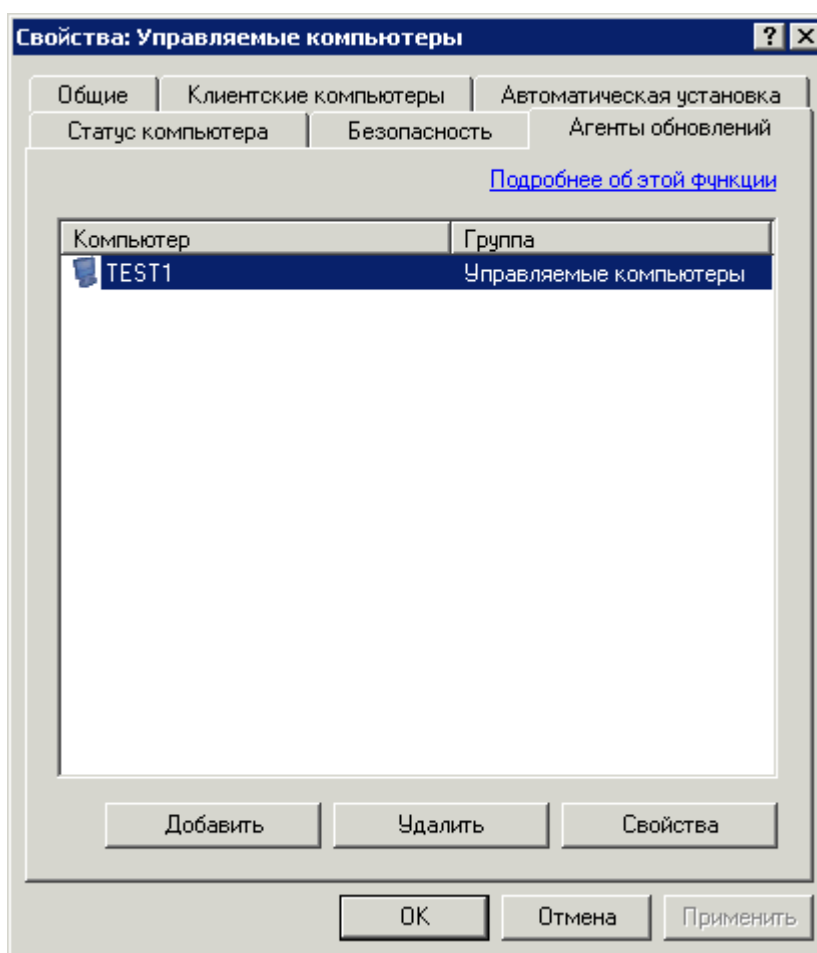 Свойства: Управляемые компьютеры
Общие Клиентские компьютеры Автоматическая установка
Статус компьютера Безопасность Агенты обновлений
Подробнее об этой функции
Компьютер Группа
TEST1 Управляемые компьютеры
Добавить Удалить Свойства
OK Отмена Применить